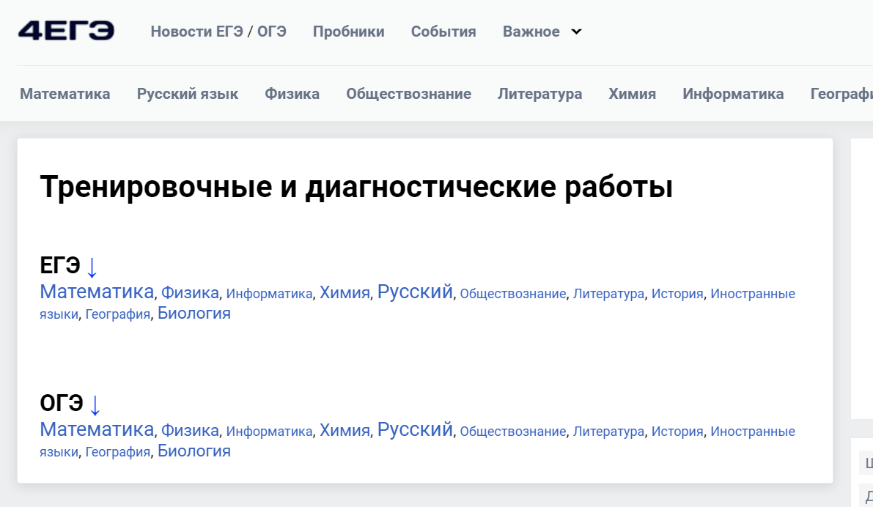 4ЕГЭ Новости ЕГЭ / ОГЭ Пробники События Важное
Математика Русский язык Физика Обществознание Литература Химия Информатика
Тренировочные и диагностические работы
ЕГЭ ↓
Математика, Физика, Информатика, Химия, Русский, Обществознание, Литература, История, Иностранные
языки, География, Биология
ОГЭ ↓
Математика, Физика, Информатика, Химия, Русский, Обществознание, Литература, История, Иностранные
языки, География, Биология